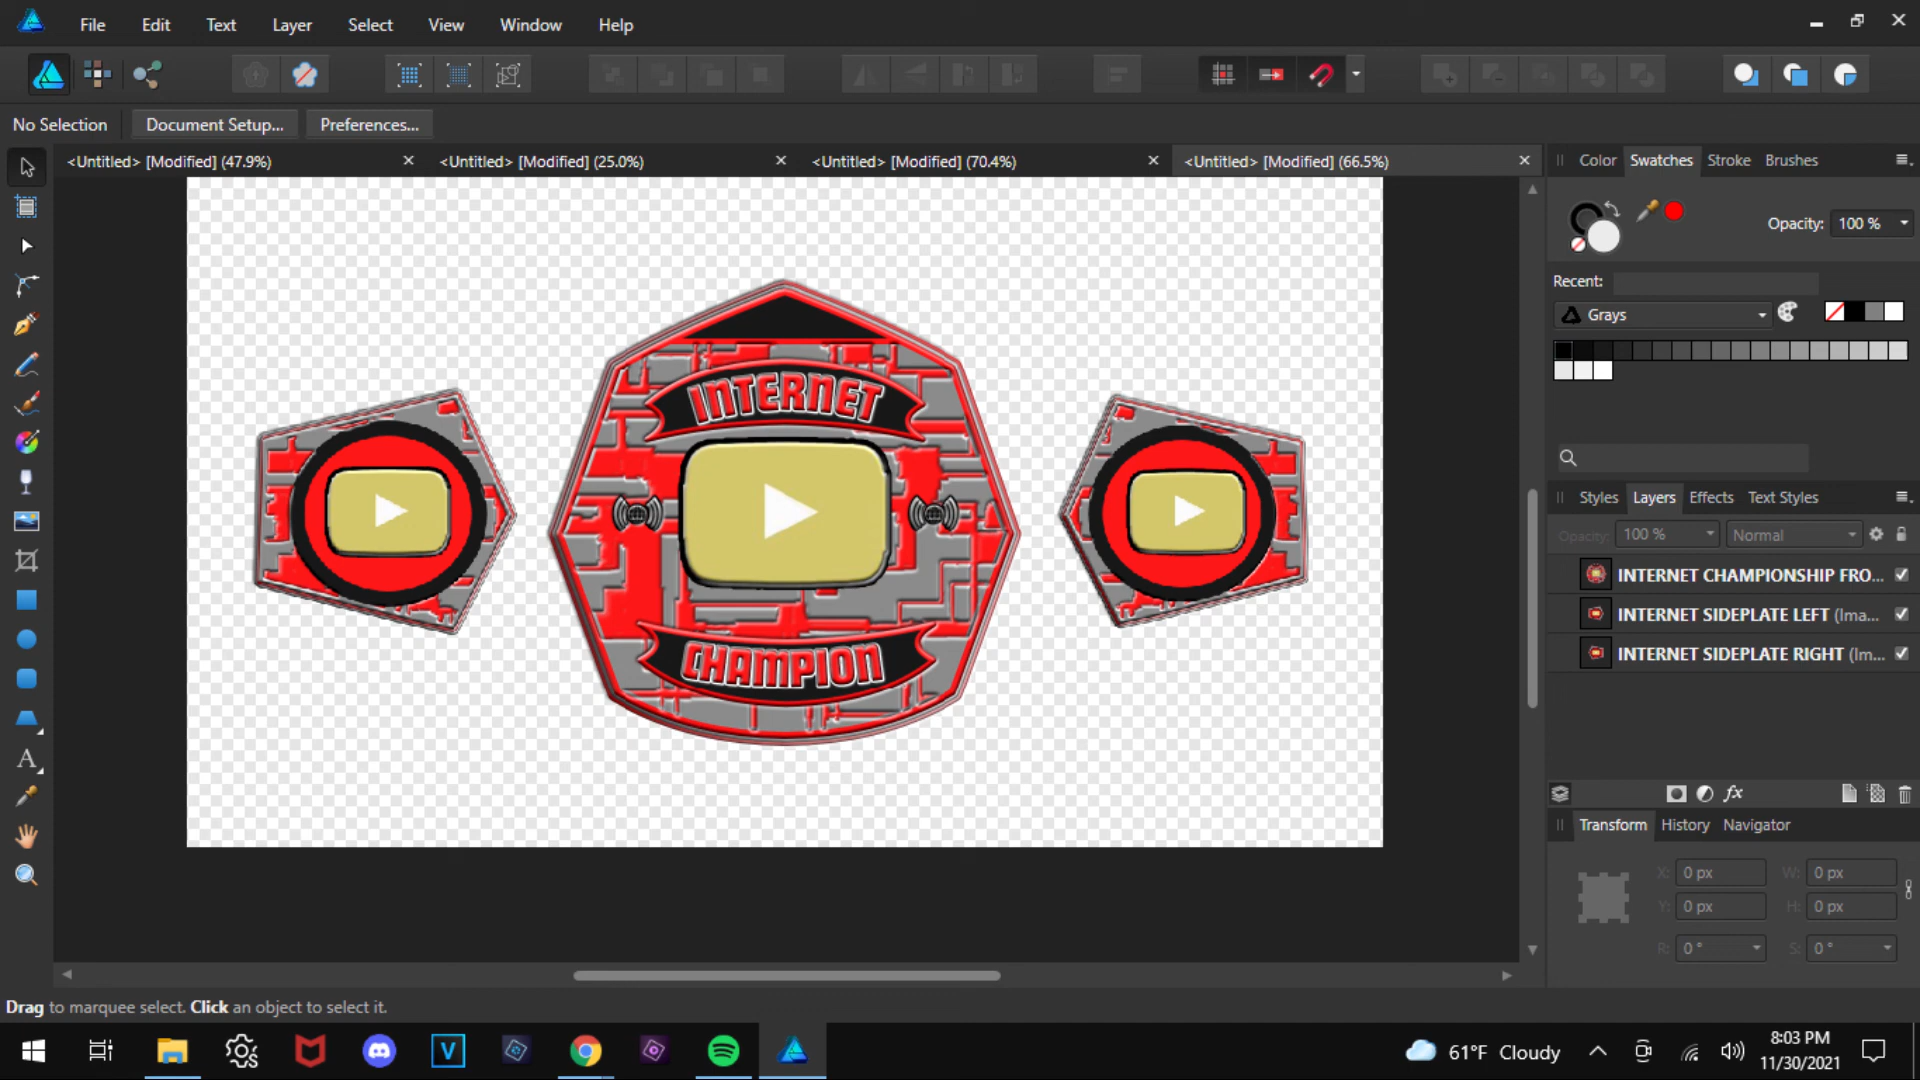 File Edit Text Layer Select View Window Help
No Selection Document Setup... Preferences...
<Untitled> [Modified] (47.9%) <Untitled> [Modified] (25.0%) <Untitled> [Modified] (70.4%) <Untitled> [Modified] (66.5%)
Color Swatches Stroke Brushes
Opacity: 100 %
Recent:
Grays
INTERNET
CHAMPION
Styles Layers Effects Text Styles
Opacity: 100 % Normal
INTERNET CHAMPIONSHIP FRO...
INTERNET SIDEPLATE LEFT (Ima...
INTERNET SIDEPLATE RIGHT (Im...
fx
Transform History Navigator
X: 0 px W: 0 px
Y: 0 px H: 0 px
R: 0 ° S: 0 °
Drag to marquee select. Click an object to select it.
61°F Cloudy
8:03 PM
11/30/2021